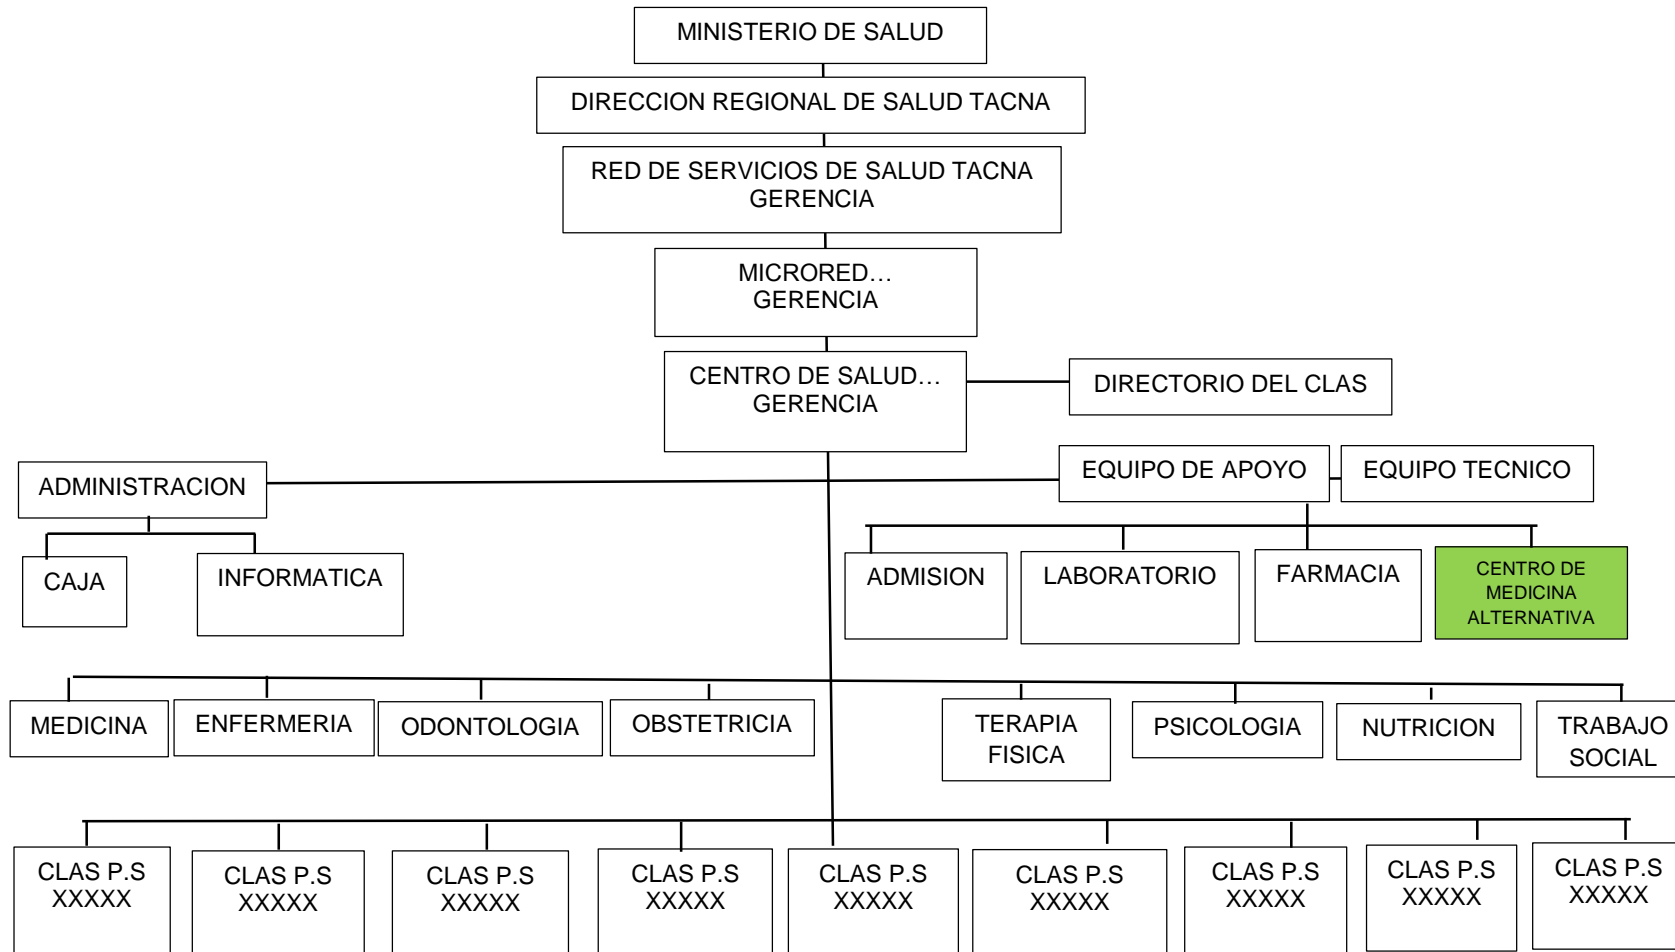 MINISTERIO DE SALUD
DIRECCION REGIONAL DE SALUD TACNA
RED DE SERVICIOS DE SALUD TACNA
GERENCIA
MICRORED…
GERENCIA
CENTRO DE SALUD…
GERENCIA
DIRECTORIO DEL CLAS
ADMINISTRACION
EQUIPO DE APOYO
EQUIPO TECNICO
CAJA
INFORMATICA
ADMISION
LABORATORIO
FARMACIA
CENTRO DE
MEDICINA
ALTERNATIVA
MEDICINA
ENFERMERIA
ODONTOLOGIA
OBSTETRICIA
TERAPIA
FISICA
PSICOLOGIA
NUTRICION
TRABAJO
SOCIAL
CLAS P.S
XXXXX
CLAS P.S
XXXXX
CLAS P.S
XXXXX
CLAS P.S
XXXXX
CLAS P.S
XXXXX
CLAS P.S
XXXXX
CLAS P.S
XXXXX
CLAS P.S
XXXXX
CLAS P.S
XXXXX